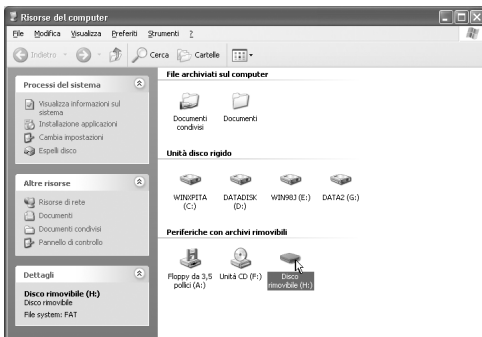 Risorse del computer
File Modifica Visualizza Preferiti Strumenti ?
Indietro Cerca Cartelle
Processi del sistema
Visualizza informazioni sul
sistema
Installazione applicazioni
Cambia impostazioni
Espelli disco
Altre risorse
Risorse di rete
Documenti
Documenti condivisi
Pannello di controllo
Dettagli
Disco rimovibile (H:)
Disco rimovibile
File system: FAT
File archiviati sul computer
Documenti
condivisi
Documenti
Unità disco rigido
WINXPITA
(C:)
DATADISK
(D:)
WIN98J (E:)
DATA2 (G:)
Periferiche con archivi rimovibili
Floppy da 3,5
pollici (A:)
Unità CD (F:)
Disco
rimovibile (H:)